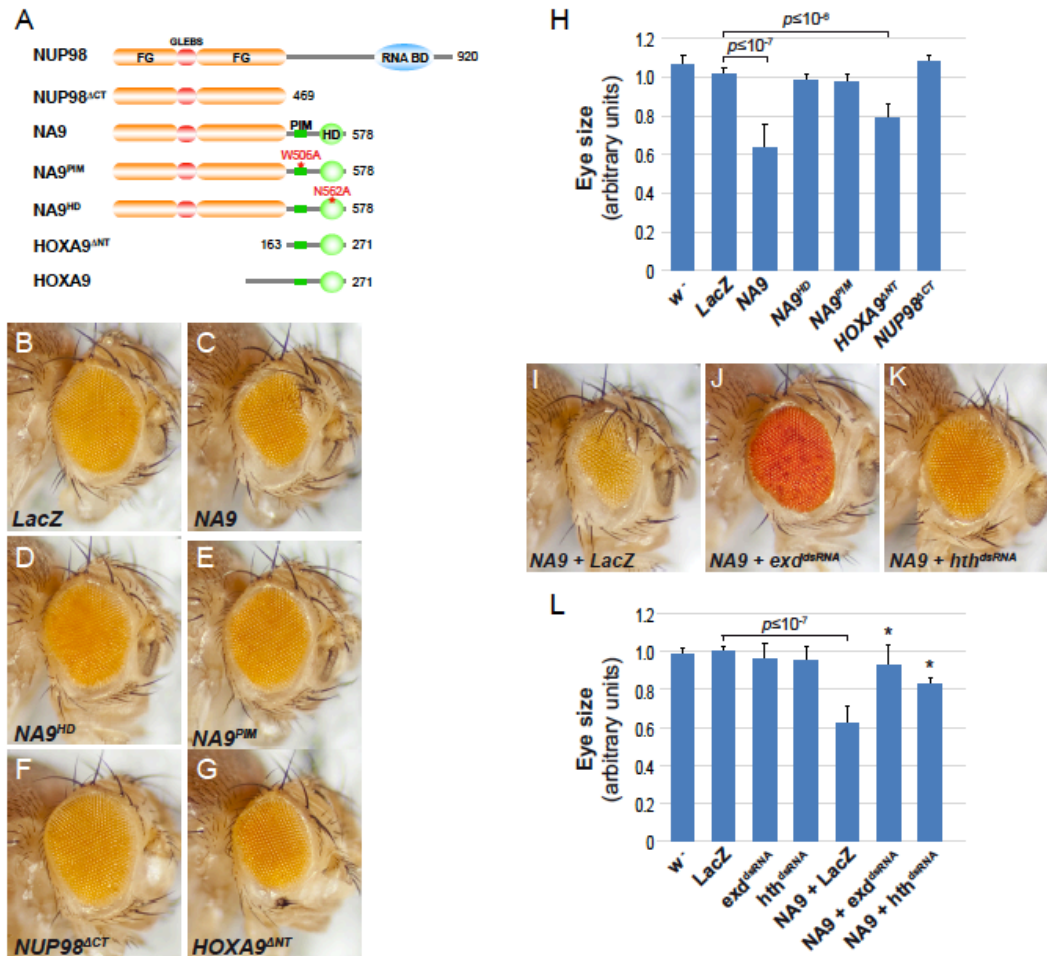 A
GLEBS
NUP98 FG FG RNA BD 920
NUP98ΔCT 469
PIM
NA9 HD 578
W506A
NA9PIM 578
N562A
NA9HD 578
HOXA9ΔNT 163 271
HOXA9 271
B
LacZ
C
NA9
D
NA9HD
E
NA9PIM
F
NUP98ΔCT
G
HOXA9ΔNT
H
p≤10-6
p≤10-7
Eye size
(arbitrary units)
1.2
1.0
0.8
0.6
0.4
0.2
0
w-
LacZ
NA9
NA9HD
NA9PIM
HOXA9ΔNT
NUP98ΔCT
I
NA9 + LacZ
J
NA9 + exddsRNA
K
NA9 + hthdsRNA
L
p≤10-7
*
*
Eye size
(arbitrary units)
1.2
1.0
0.8
0.6
0.4
0.2
0
w-
LacZ
exddsRNA
hthdsRNA
NA9 + LacZ
NA9 + exddsRNA
NA9 + hthdsRNA